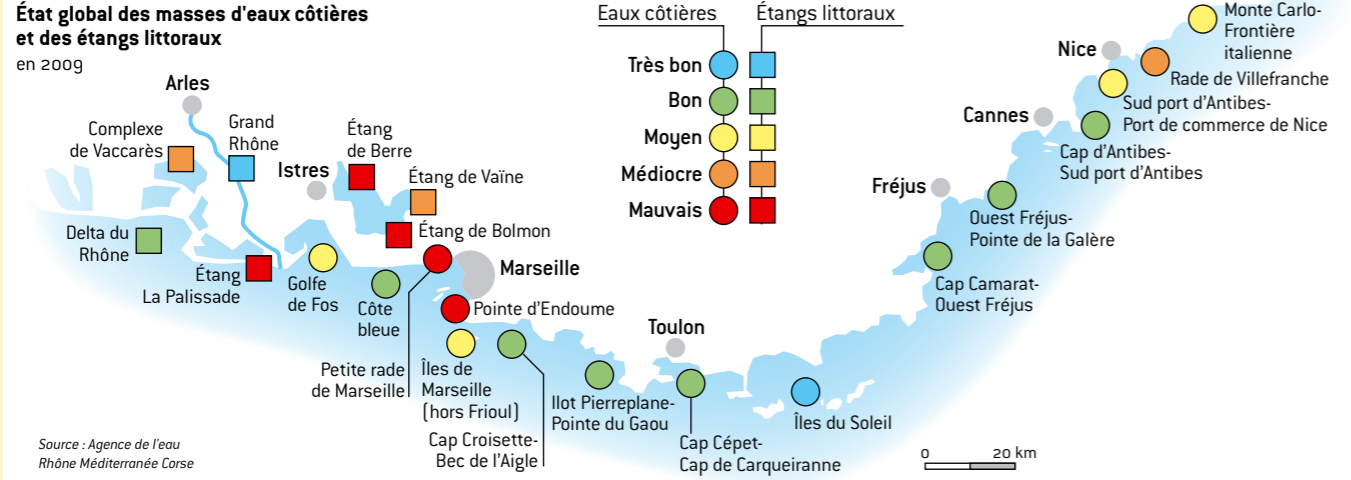 État global des masses d'eaux côtières
et des étangs littoraux
en 2009
Eaux côtières
Étangs littoraux
Très bon
Bon
Moyen
Médiocre
Mauvais
Arles
Complexe
de Vaccarès
Grand
Rhône
Istres
Étang
de Berre
Étang de Vaïne
Étang de Bolmon
Delta du
Rhône
Étang
La Palissade
Golfe
de Fos
Côte
bleue
Marseille
Pointe d'Endoume
Petite rade
de Marseille
Îles de
Marseille
(hors Frioul)
Cap Croisette-
Bec de l'Aigle
Toulon
Ilot Pierreplane-
Pointe du Gaou
Cap Cépet-
Cap de Carqueiranne
Îles du Soleil
Cap Camarat-
Ouest Fréjus
Fréjus
Ouest Fréjus-
Pointe de la Galère
Cannes
Cap d'Antibes-
Sud port d'Antibes
Sud port d'Antibes-
Port de commerce de Nice
Nice
Rade de Villefranche
Monte Carlo-
Frontière
italienne
0 20 km
Source : Agence de l'eau
Rhône Méditerranée Corse